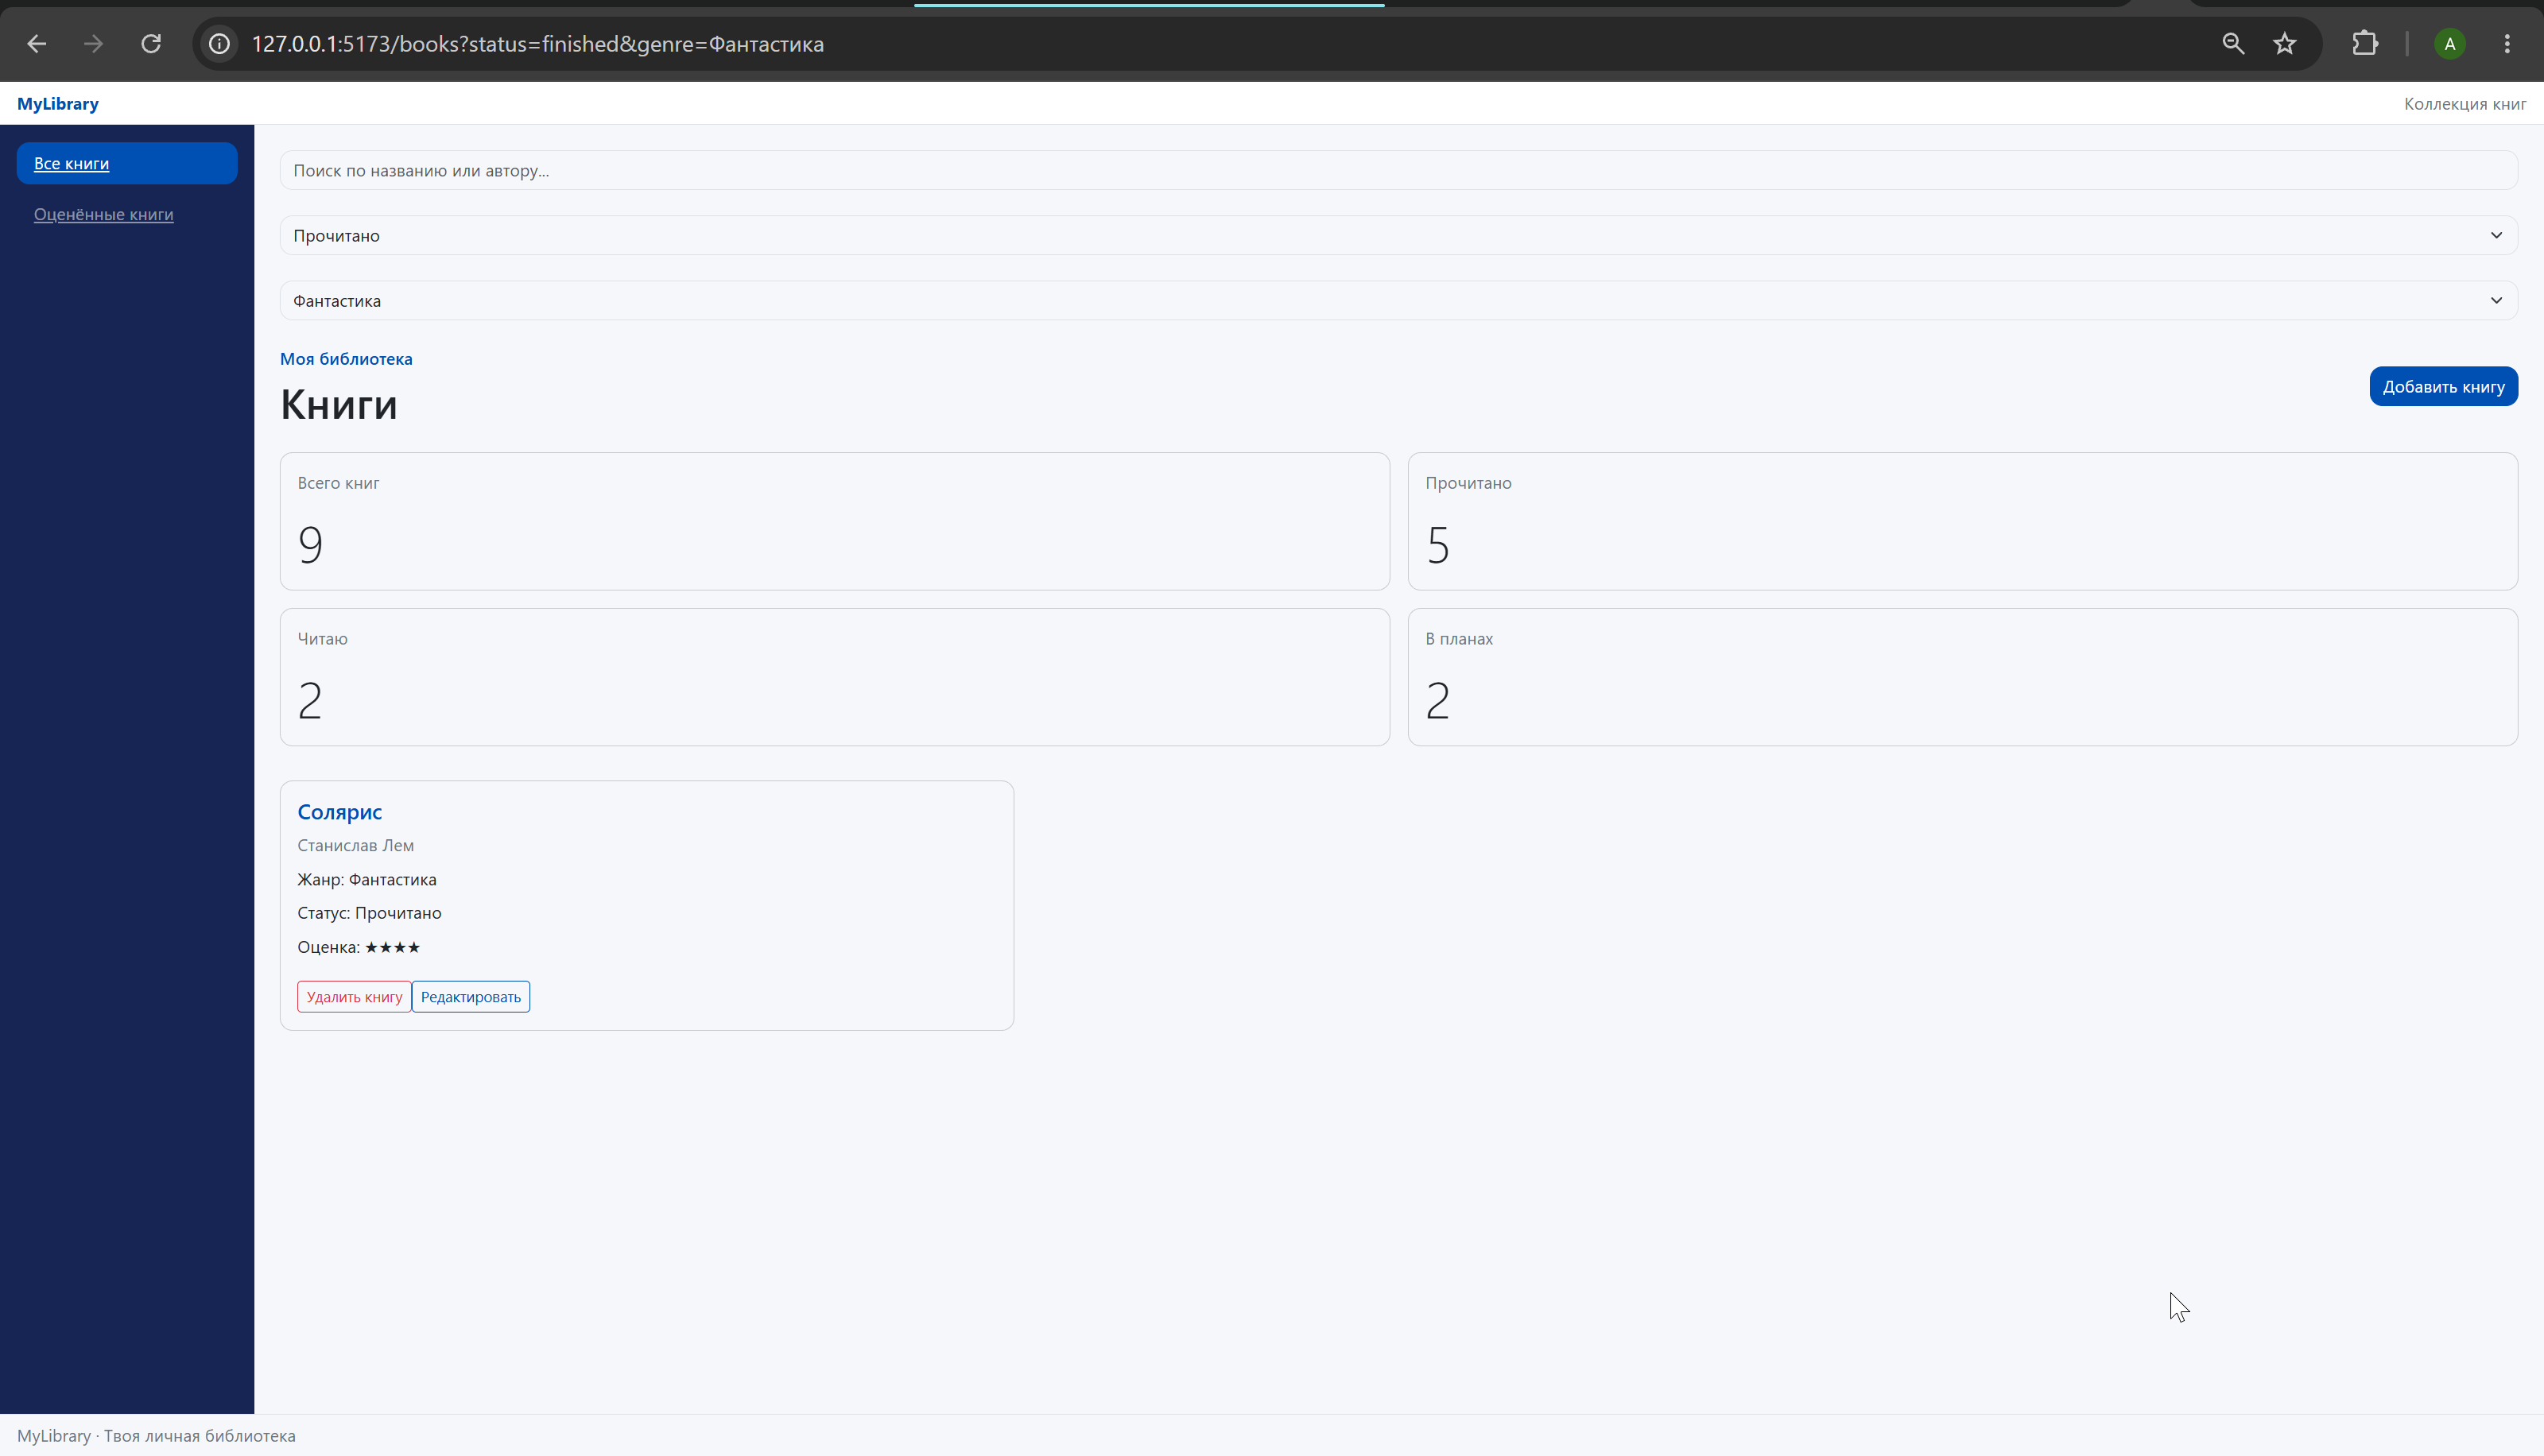 127.0.0.1:5173/books?status=finished&genre=Фантастика
A
MyLibrary
Коллекция книг
Все книги
Оценённые книги
Поиск по названию или автору...
Прочитано
Фантастика
Моя библиотека
Книги
Добавить книгу
Всего книг
9
Прочитано
5
Читаю
2
В планах
2
Солярис
Станислав Лем
Жанр: Фантастика
Статус: Прочитано
Оценка: ★★★★
Удалить книгу
Редактировать
MyLibrary · Твоя личная библиотека